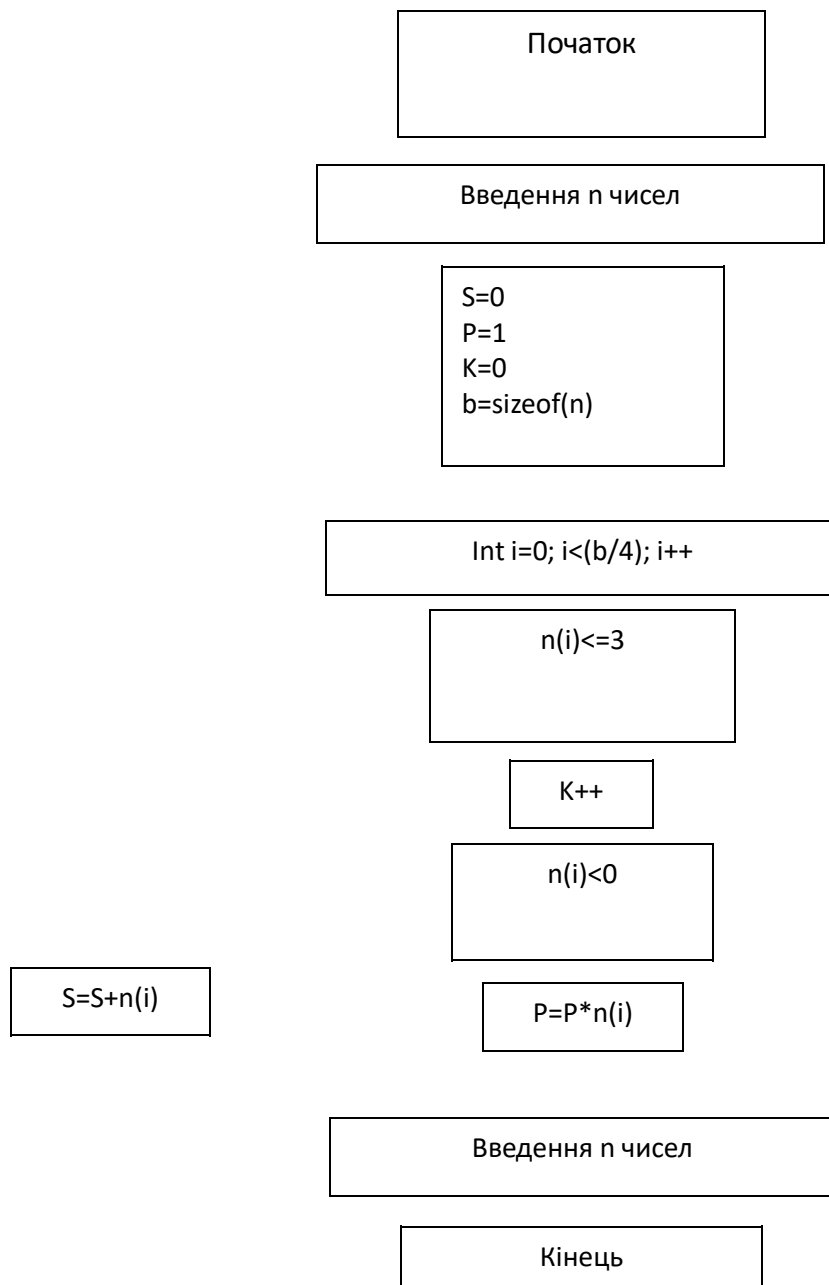 Початок
Введення n чисел
S=0
P=1
K=0
b=sizeof(n)
Int i=0; i<(b/4); i++
n(i)<=3
K++
n(i)<0
S=S+n(i)
P=P*n(i)
Введення n чисел
Кінець